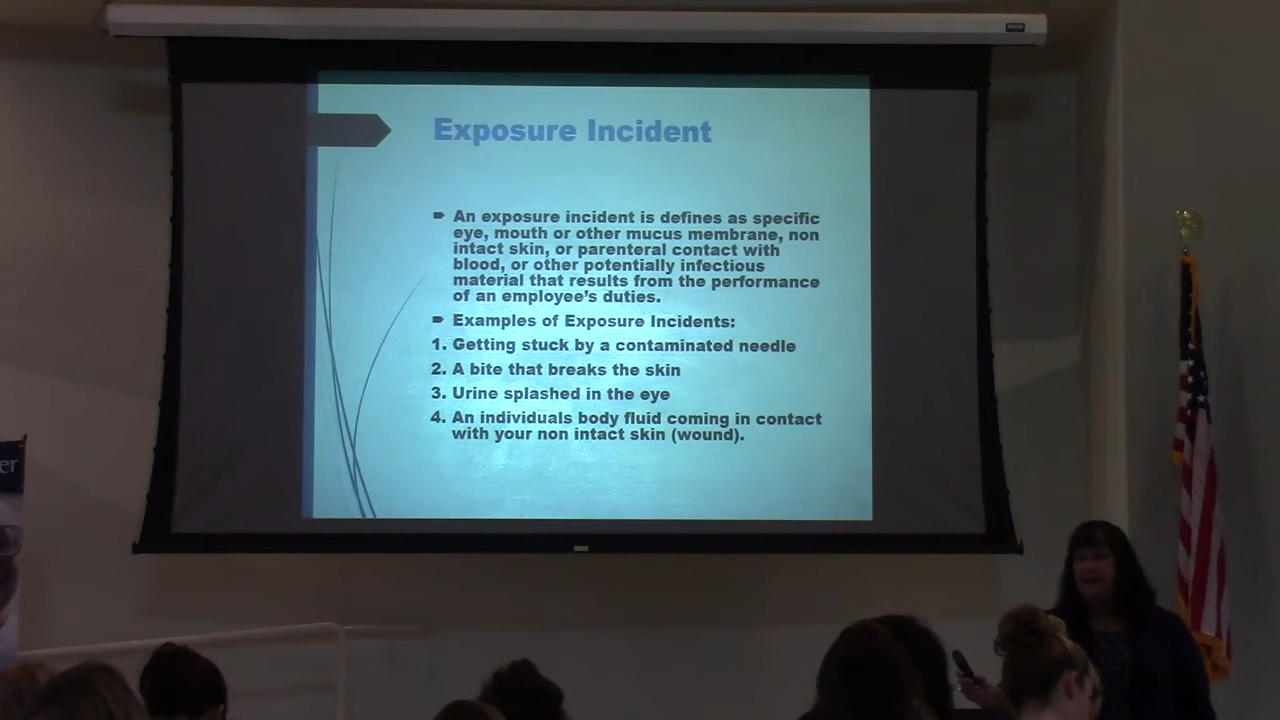 Exposure Incident
An exposure incident is defines as specific
eye, mouth or other mucus membrane, non
intact skin, or parenteral contact with
blood, or other potentially infectious
material that results from the performance
of an employee's duties.
Examples of Exposure Incidents:
1. Getting stuck by a contaminated needle
2. A bite that breaks the skin
3. Urine splashed in the eye
4. An individuals body fluid coming in contact
with your non intact skin (wound).
er